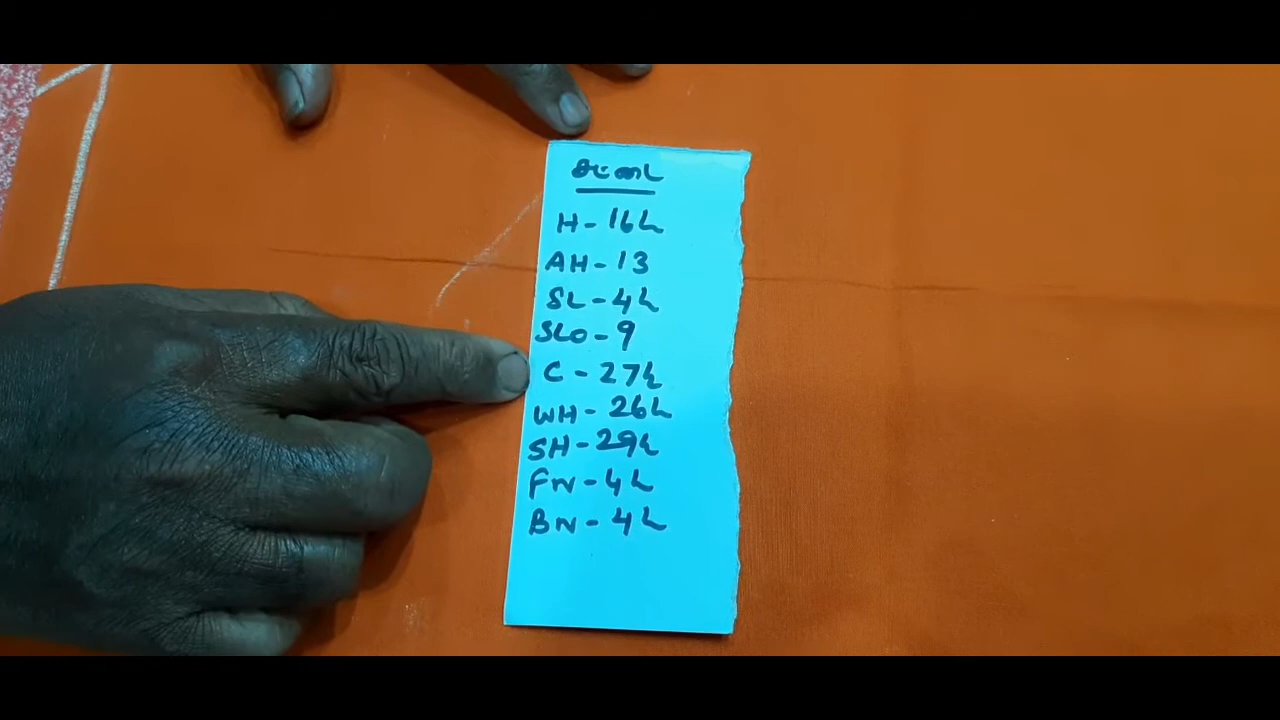 சட்டை
H - 16½
AH - 13
SL - 4½
SLO - 9
C - 27½
WH - 26½
SH - 29½
FN - 4½
BN - 4½